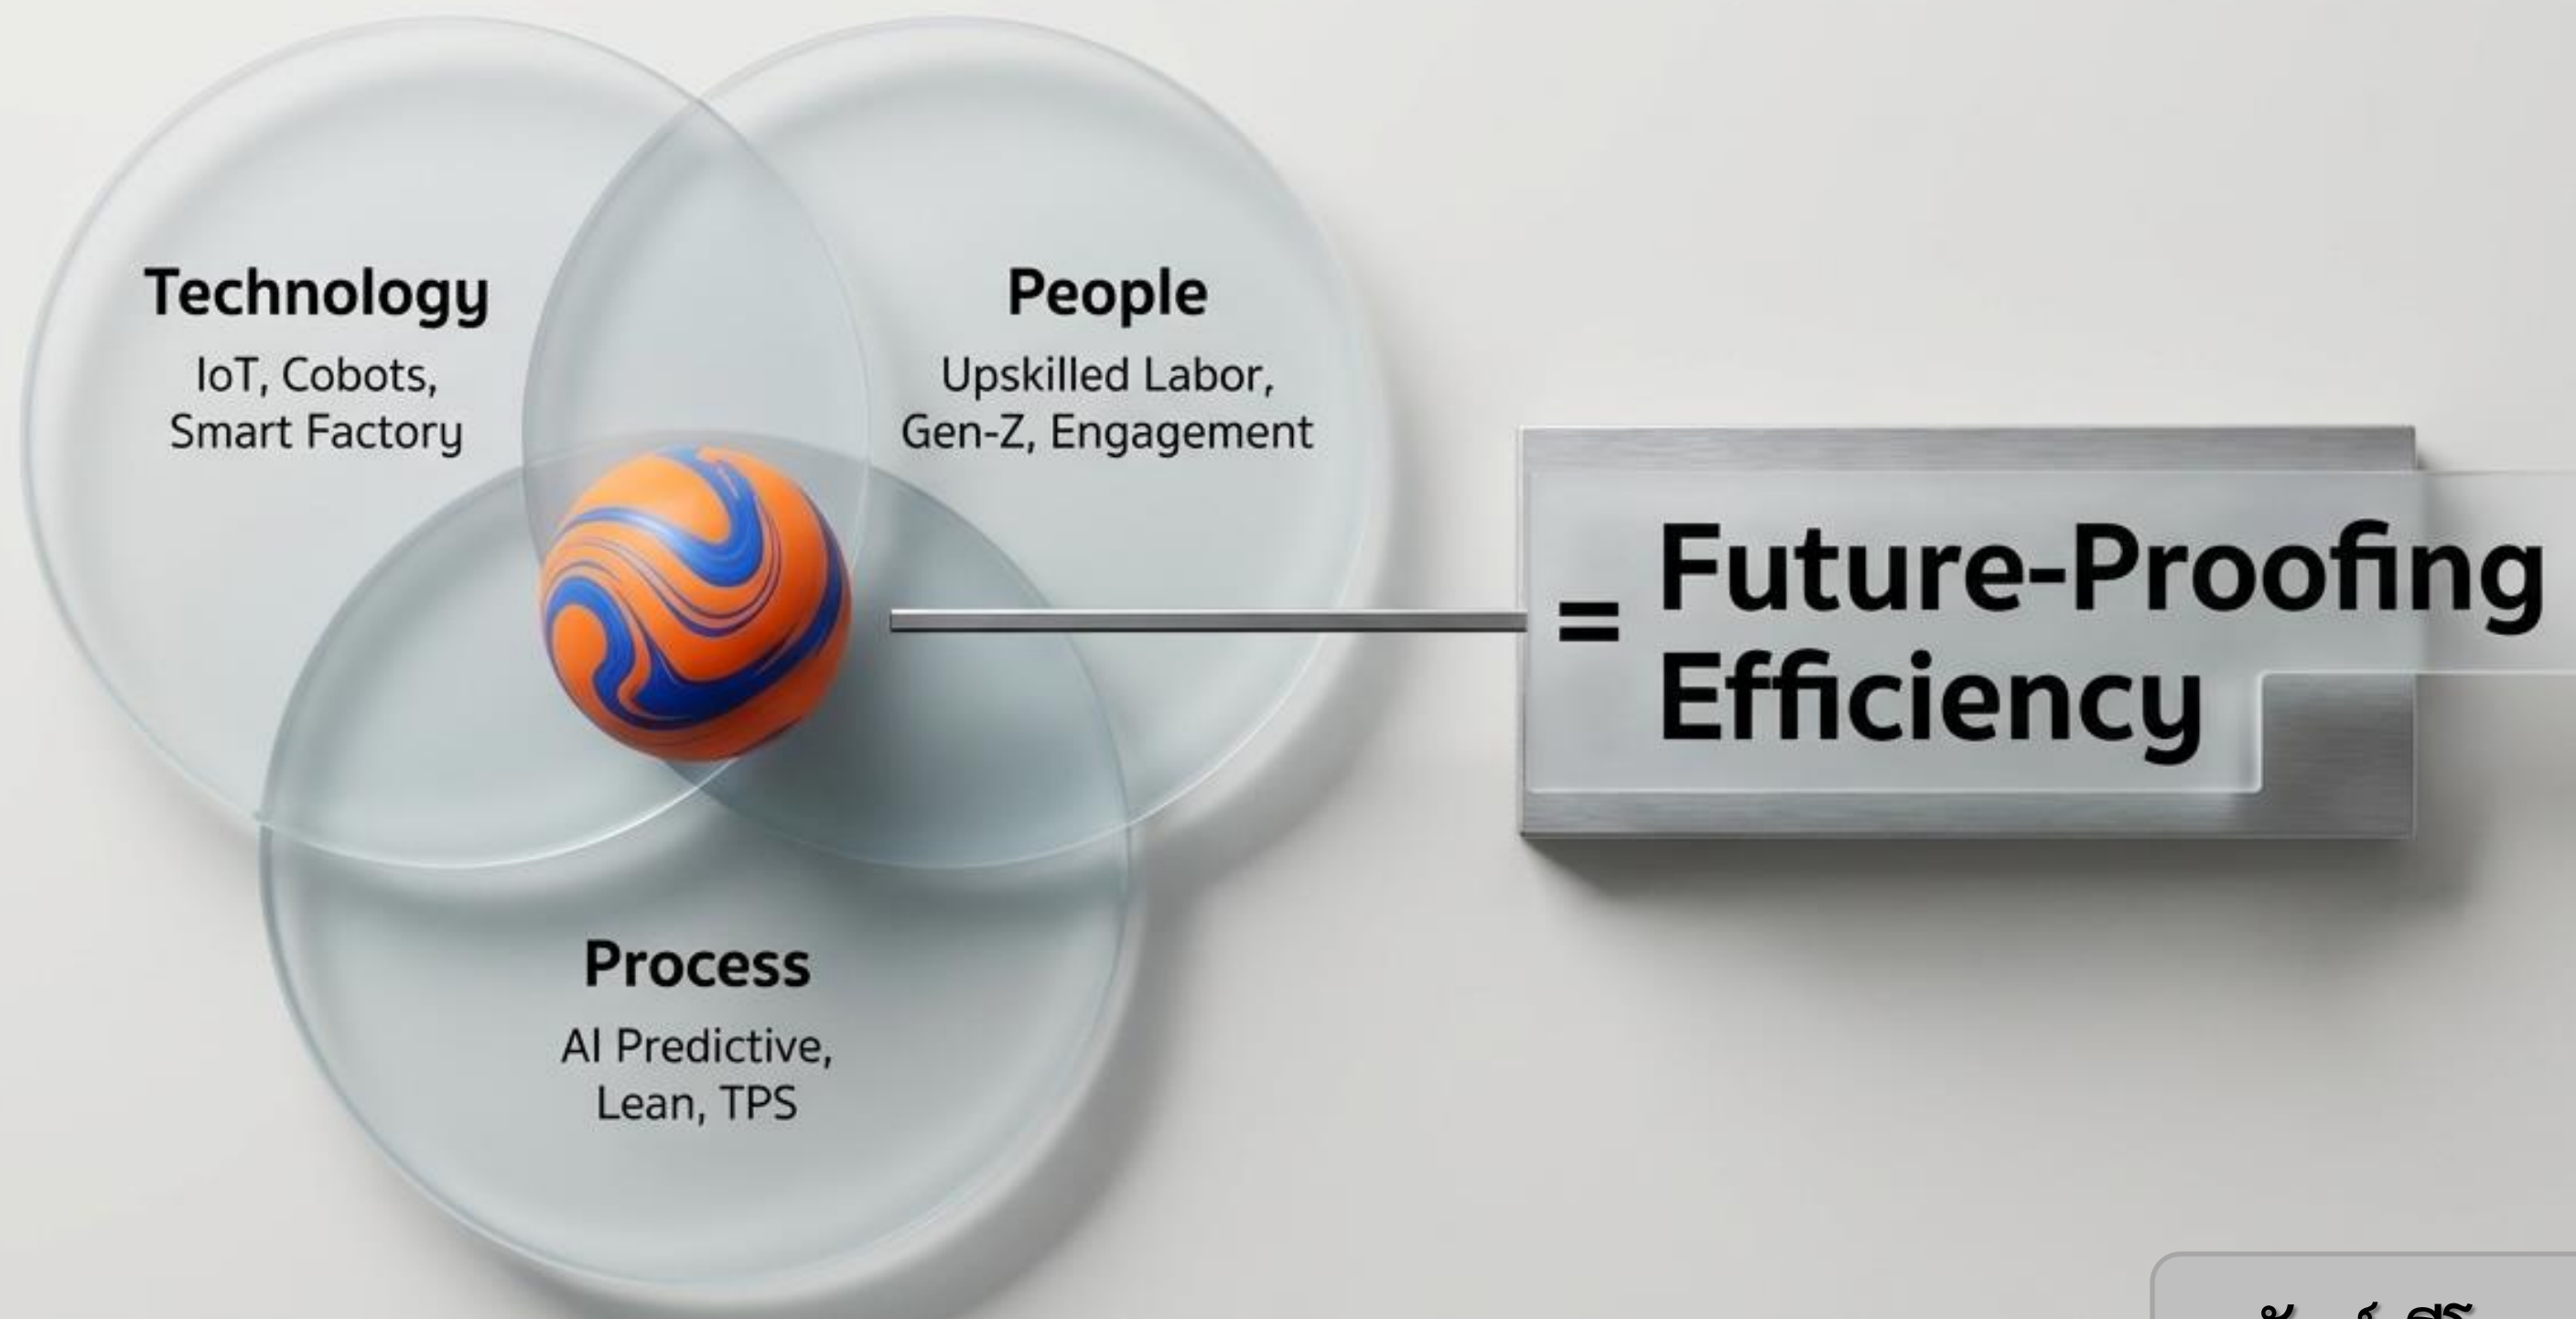 Technology
IoT, Cobots,
Smart Factory
People
Upskilled Labor,
Gen-Z, Engagement
= Future-Proofing
Efficiency
Process
AI Predictive,
Lean, TPS